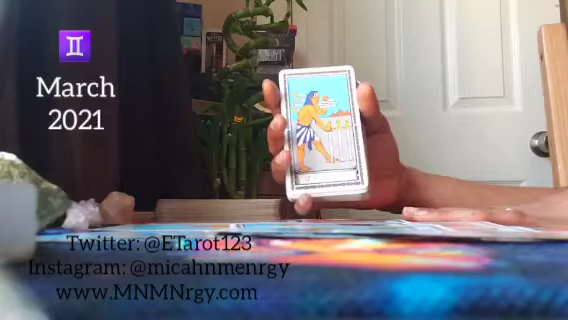 ♊
March
2021
Twitter: @ETarot123
Instagram: @micahnmenrgy
www.MNMNrgy.com